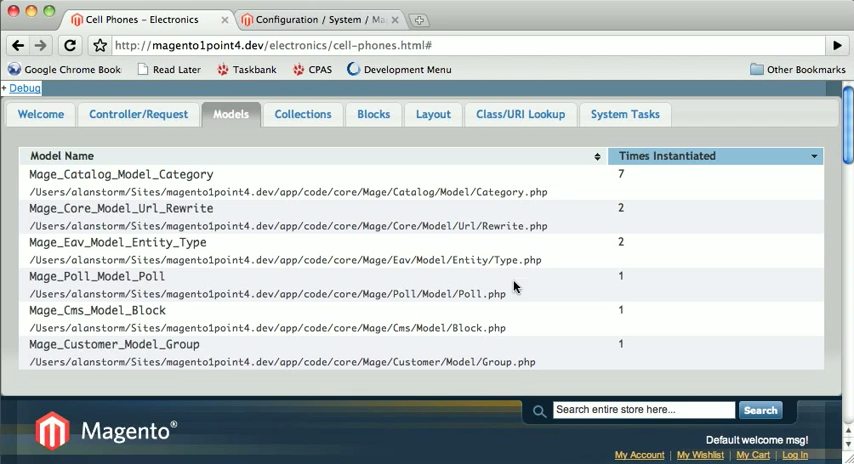 Cell Phones – Electronics
Configuration / System / Ma
http://magento1point4.dev/electronics/cell-phones.html#
Google Chrome Book
Read Later
Taskbank
CPAS
Development Menu
Other Bookmarks
+ Debug
Welcome
Controller/Request
Models
Collections
Blocks
Layout
Class/URI Lookup
System Tasks
Model Name
Times Instantiated
Mage_Catalog_Model_Category
7
/Users/alanstorm/Sites/magento1point4.dev/app/code/core/Mage/Catalog/Model/Category.php
Mage_Core_Model_Url_Rewrite
2
/Users/alanstorm/Sites/magento1point4.dev/app/code/core/Mage/Core/Model/Url/Rewrite.php
Mage_Eav_Model_Entity_Type
2
/Users/alanstorm/Sites/magento1point4.dev/app/code/core/Mage/Eav/Model/Entity/Type.php
Mage_Poll_Model_Poll
1
/Users/alanstorm/Sites/magento1point4.dev/app/code/core/Mage/Poll/Model/Poll.php
Mage_Cms_Model_Block
1
/Users/alanstorm/Sites/magento1point4.dev/app/code/core/Mage/Cms/Model/Block.php
Mage_Customer_Model_Group
1
/Users/alanstorm/Sites/magento1point4.dev/app/code/core/Mage/Customer/Model/Group.php
Magento®
Search entire store here...
Search
Default welcome msg!
My Account
My Wishlist
My Cart
Log In